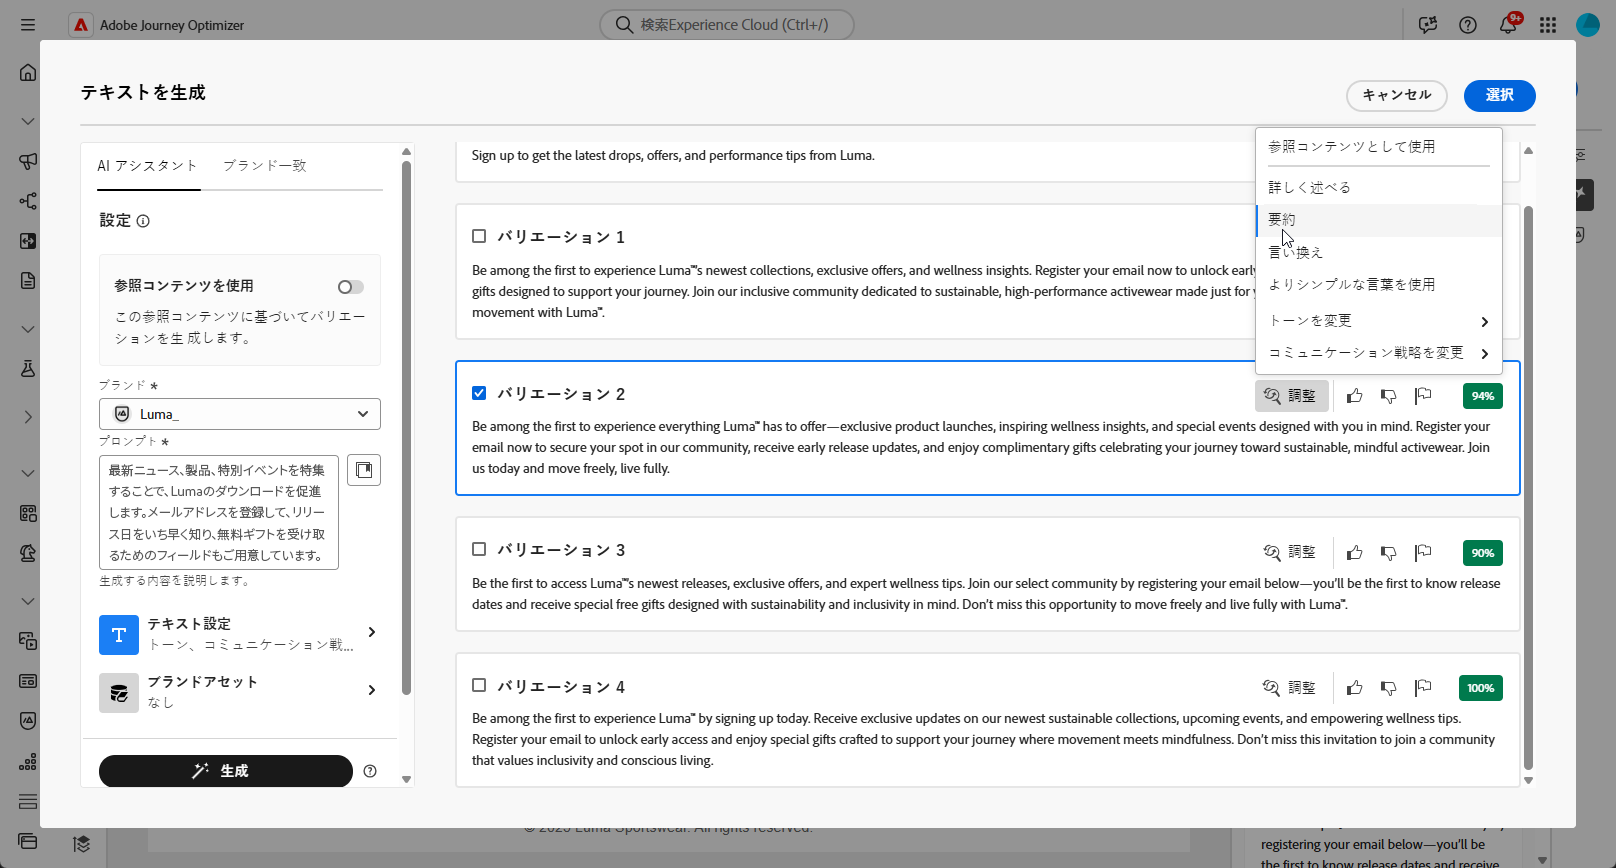 Adobe Journey Optimizer
検索Experience Cloud (Ctrl+/)
9+
テキストを生成
キャンセル
選択
AI アシスタント
ブランド一致
設定
参照コンテンツを使用
この参照コンテンツに基づいてバリエー
ションを生 成します。
ブランド *
Luma_
プロンプト *
最新ニュース、製品、特別イベントを特集
することで、Lumaのダウンロードを促進
します。メールアドレスを登録して、リリー
ス日をいち早く知り、無料ギフトを受け取
るためのフィールドもご用意しています。
生成する内容を説明します。
テキスト設定
トーン、コミュニケーション戦...
ブランドアセット
なし
生成
Sign up to get the latest drops, offers, and performance tips from Luma.
バリエーション 1
Be among the first to experience Luma™'s newest collections, exclusive offers, and wellness insights. Register your email now to unlock early
gifts designed to support your journey. Join our inclusive community dedicated to sustainable, high-performance activewear made just for
movement with Luma™.
参照コンテンツとして使用
詳しく述べる
要約
言い換え
よりシンプルな言葉を使用
トーンを変更
コミュニケーション戦略を変更
バリエーション 2
調整
94%
Be among the first to experience everything Luma™ has to offer—exclusive product launches, inspiring wellness insights, and special events designed with you in mind. Register your
email now to secure your spot in our community, receive early release updates, and enjoy complimentary gifts celebrating your journey toward sustainable, mindful activewear. Join
us today and move freely, live fully.
バリエーション 3
調整
90%
Be the first to access Luma™'s newest releases, exclusive offers, and expert wellness tips. Join our select community by registering your email below—you'll be the first to know release
dates and receive special free gifts designed with sustainability and inclusivity in mind. Don't miss this opportunity to move freely and live fully with Luma™.
バリエーション 4
調整
100%
Be among the first to experience Luma™ by signing up today. Receive exclusive updates on our newest sustainable collections, upcoming events, and empowering wellness tips.
Register your email to unlock early access and enjoy special gifts crafted to support your journey where movement meets mindfulness. Don't miss this invitation to join a community
that values inclusivity and conscious living.
© 2025 Luma Sportswear. All rights reserved.
registering your email below—you'll be
the first to know release dates and receive